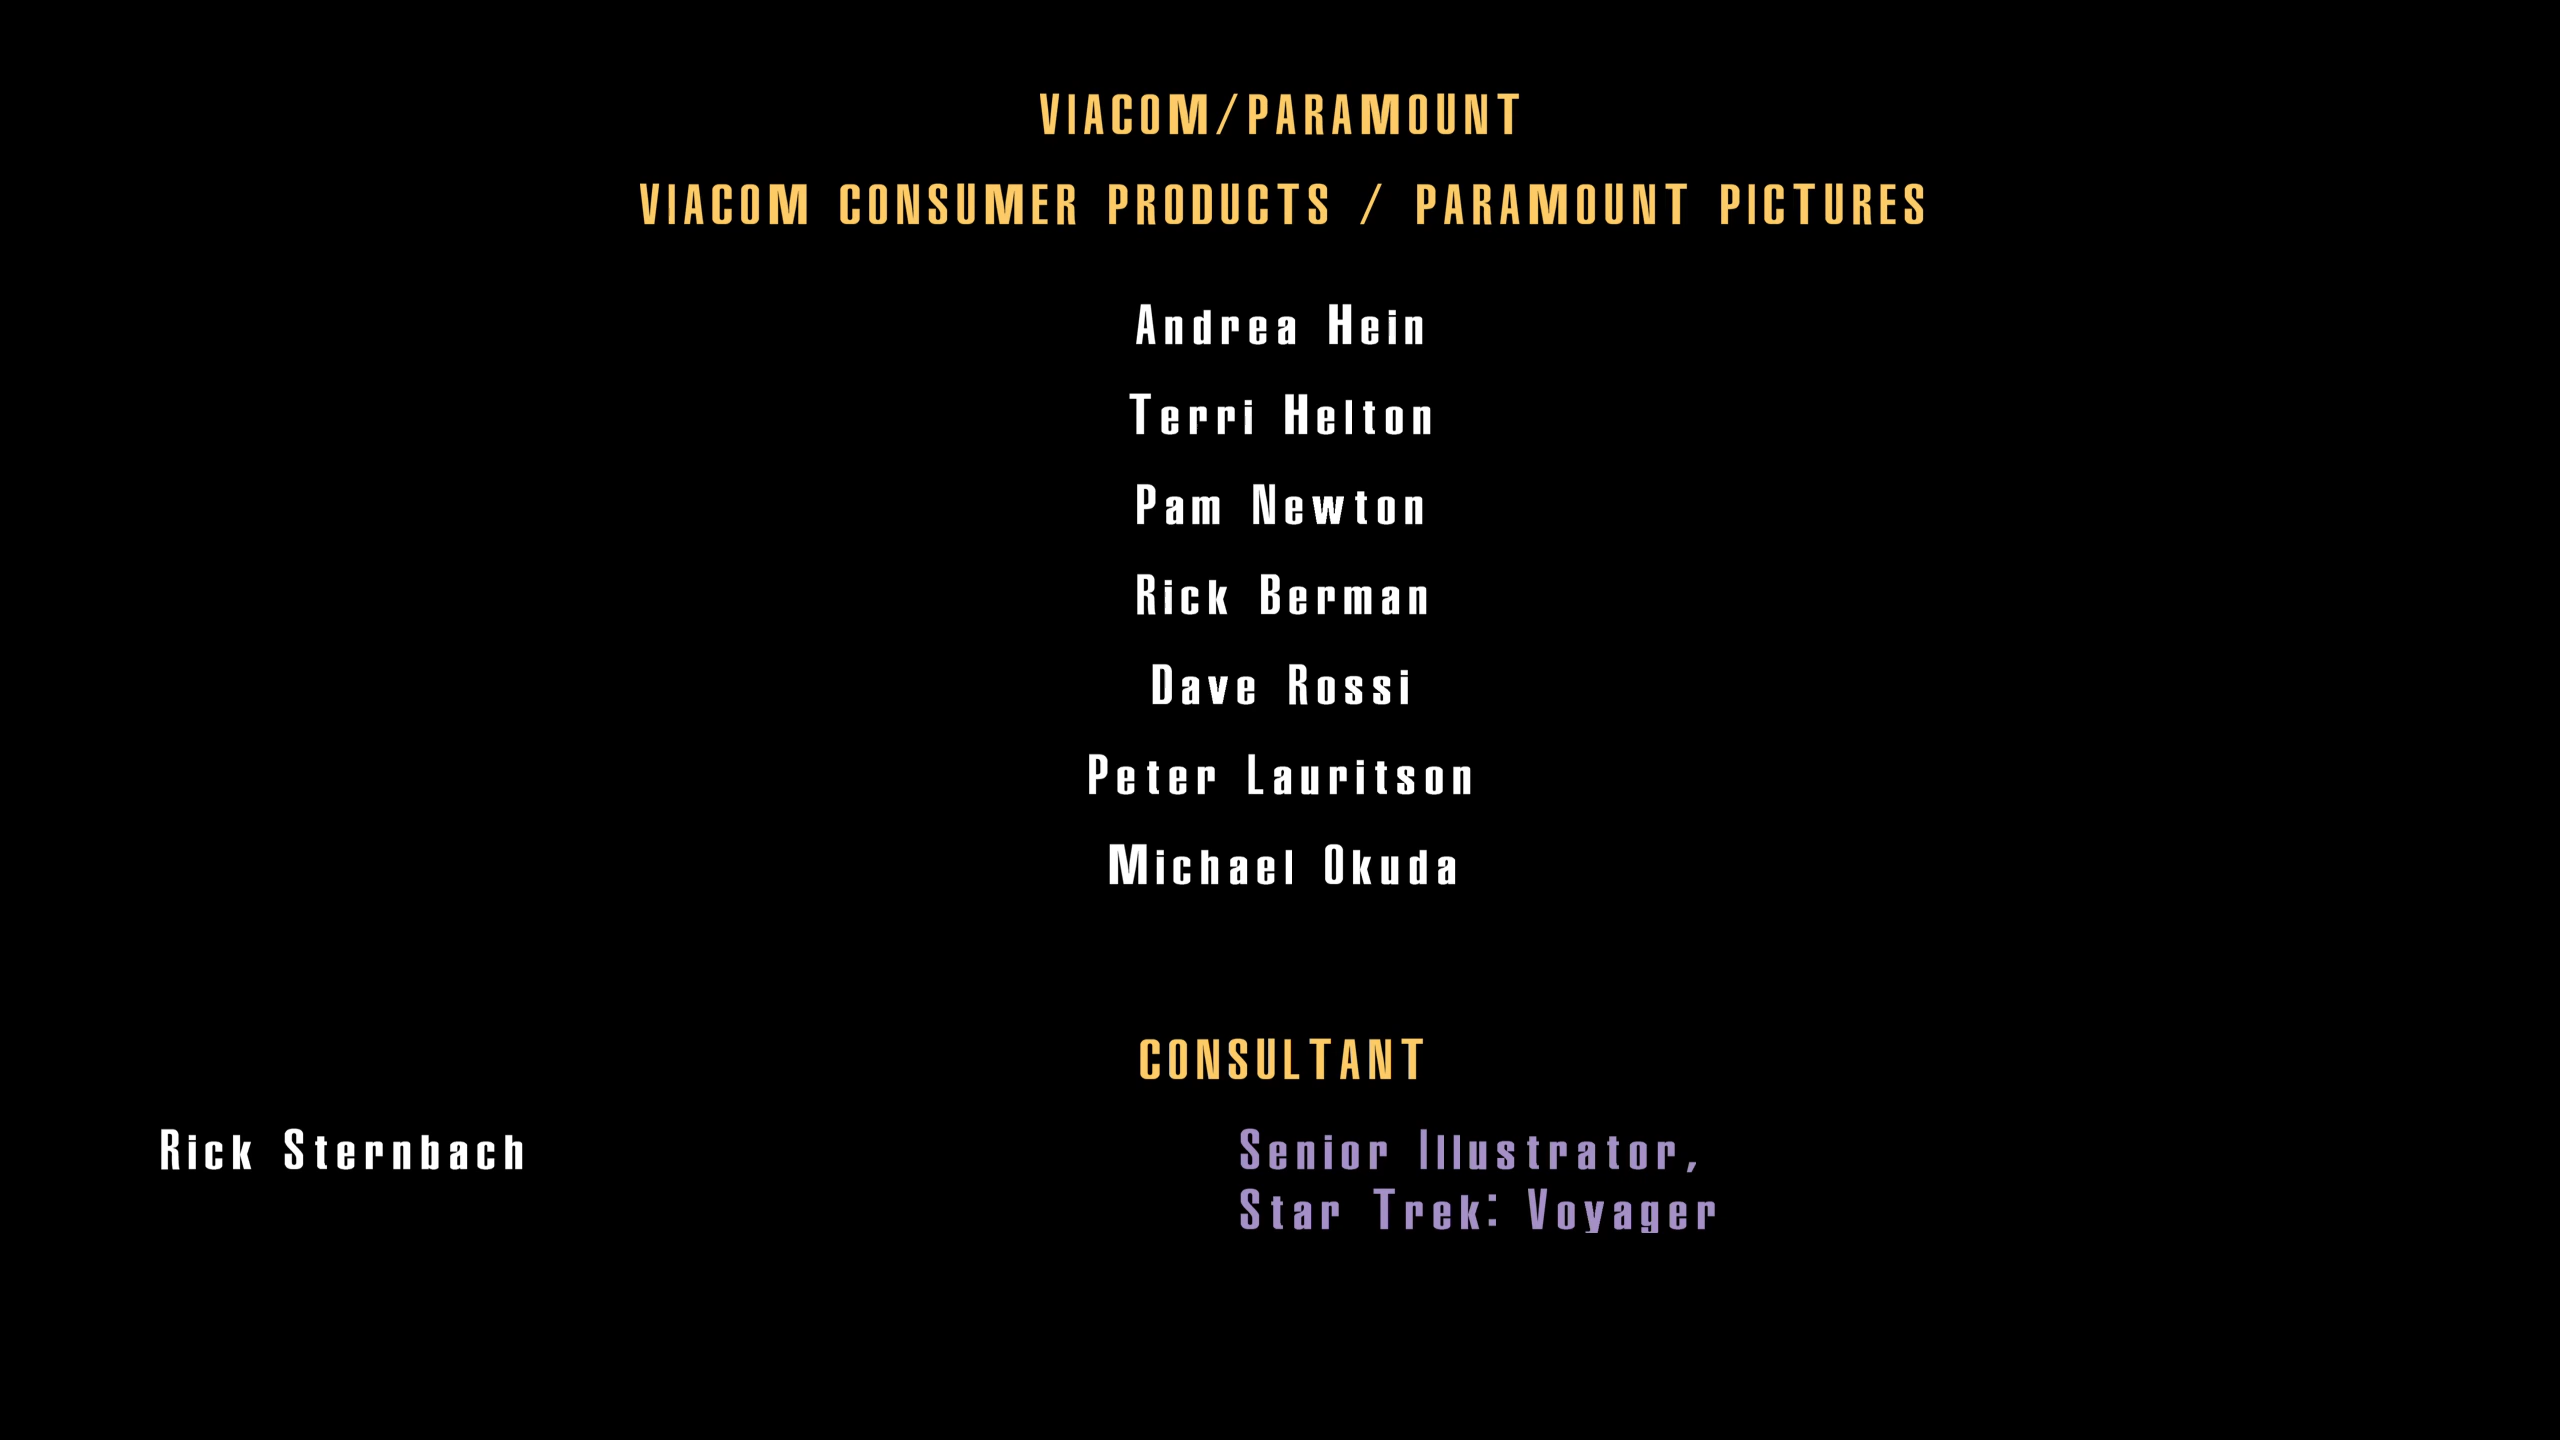 VIACOM/PARAMOUNT
VIACOM CONSUMER PRODUCTS / PARAMOUNT PICTURES
Andrea Hein
Terri Helton
Pam Newton
Rick Berman
Dave Rossi
Peter Lauritson
Michael Okuda
CONSULTANT
Rick Sternbach Senior Illustrator,
Star Trek: Voyager